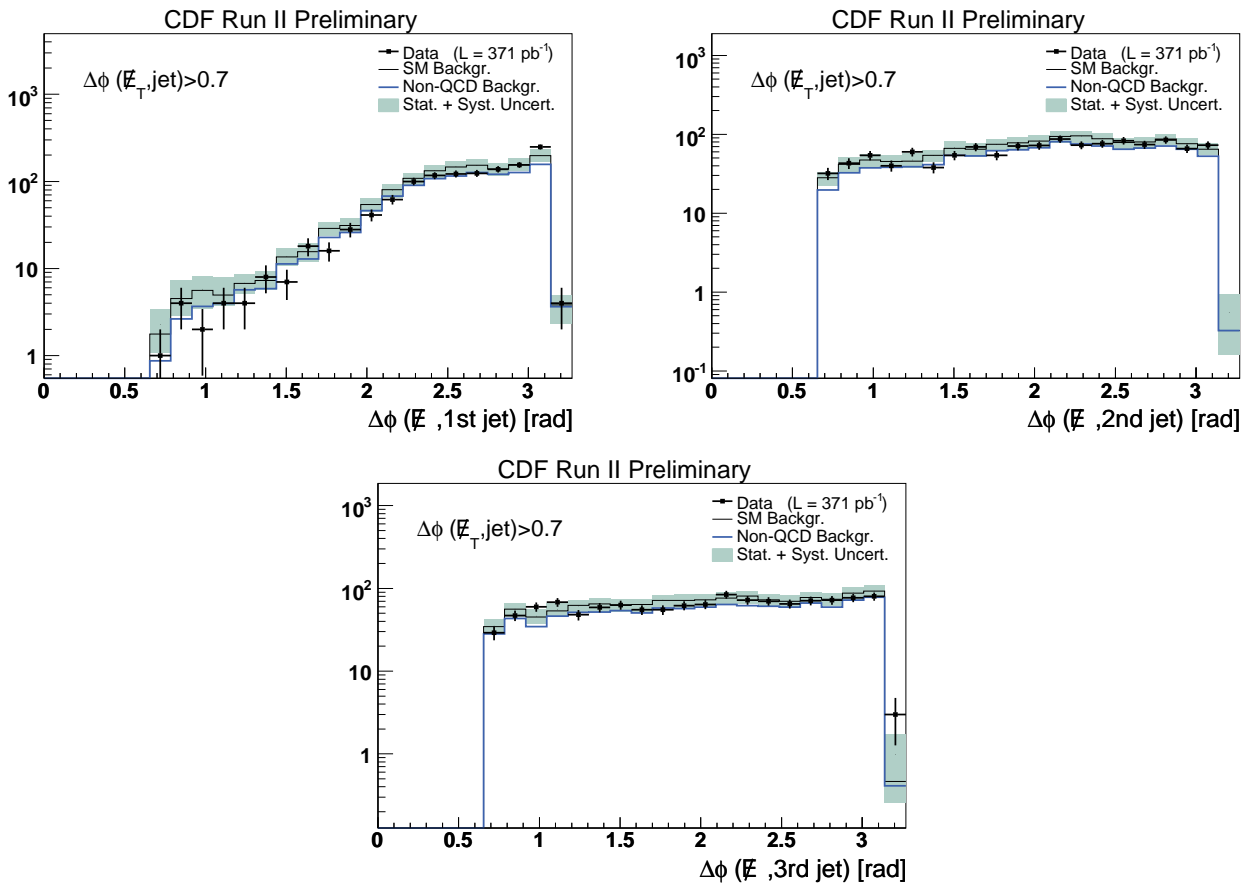 CDF Run II Preliminary
Data (L = 371 pb⁻¹)
SM Backgr.
Non-QCD Backgr.
Stat. + Syst. Uncert.
Δϕ (E̸_T,jet)>0.7
10³
10²
10
1
0 0.5 1 1.5 2 2.5 3
Δϕ (E̸ ,1st jet) [rad]
CDF Run II Preliminary
Data (L = 371 pb⁻¹)
SM Backgr.
Non-QCD Backgr.
Stat. + Syst. Uncert.
Δϕ (E̸_T,jet)>0.7
10³
10²
10
1
10⁻¹
0 0.5 1 1.5 2 2.5 3
Δϕ (E̸ ,2nd jet) [rad]
CDF Run II Preliminary
Data (L = 371 pb⁻¹)
SM Backgr.
Non-QCD Backgr.
Stat. + Syst. Uncert.
Δϕ (E̸_T,jet)>0.7
10³
10²
10
1
0 0.5 1 1.5 2 2.5 3
Δϕ (E̸ ,3rd jet) [rad]